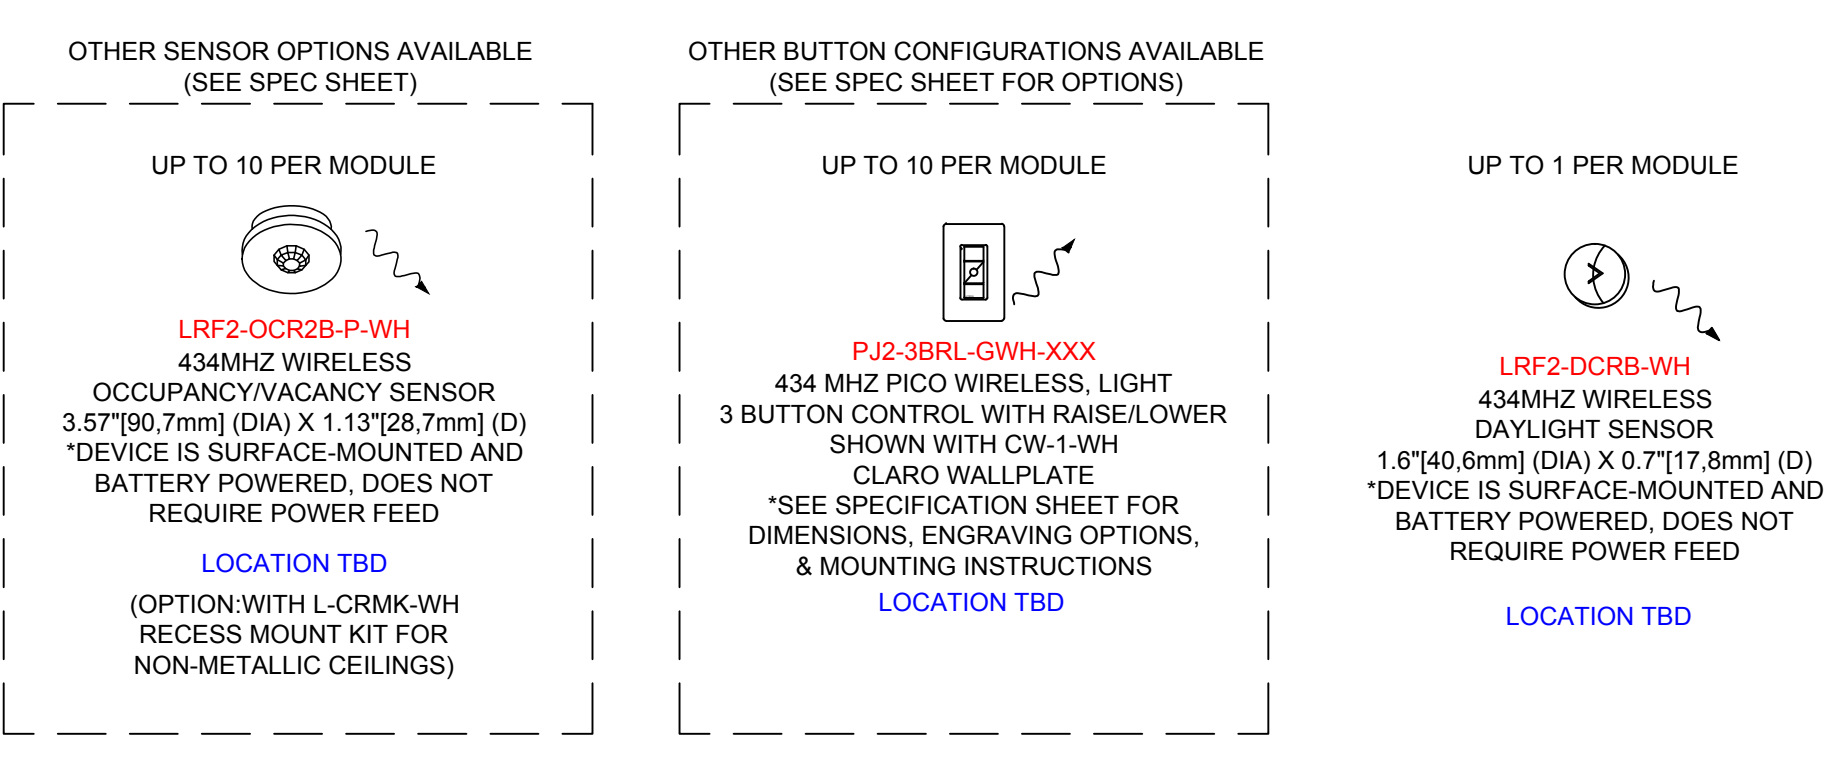 OTHER SENSOR OPTIONS AVAILABLE
(SEE SPEC SHEET)
UP TO 10 PER MODULE
LRF2-OCR2B-P-WH
434MHZ WIRELESS
OCCUPANCY/VACANCY SENSOR
3.57"[90,7mm] (DIA) X 1.13"[28,7mm] (D)
*DEVICE IS SURFACE-MOUNTED AND
BATTERY POWERED, DOES NOT
REQUIRE POWER FEED
LOCATION TBD
(OPTION:WITH L-CRMK-WH
RECESS MOUNT KIT FOR
NON-METALLIC CEILINGS)
OTHER BUTTON CONFIGURATIONS AVAILABLE
(SEE SPEC SHEET FOR OPTIONS)
UP TO 10 PER MODULE
PJ2-3BRL-GWH-XXX
434 MHZ PICO WIRELESS, LIGHT
3 BUTTON CONTROL WITH RAISE/LOWER
SHOWN WITH CW-1-WH
CLARO WALLPLATE
*SEE SPECIFICATION SHEET FOR
DIMENSIONS, ENGRAVING OPTIONS,
& MOUNTING INSTRUCTIONS
LOCATION TBD
UP TO 1 PER MODULE
LRF2-DCRB-WH
434MHZ WIRELESS
DAYLIGHT SENSOR
1.6"[40,6mm] (DIA) X 0.7"[17,8mm] (D)
*DEVICE IS SURFACE-MOUNTED AND
BATTERY POWERED, DOES NOT
REQUIRE POWER FEED
LOCATION TBD